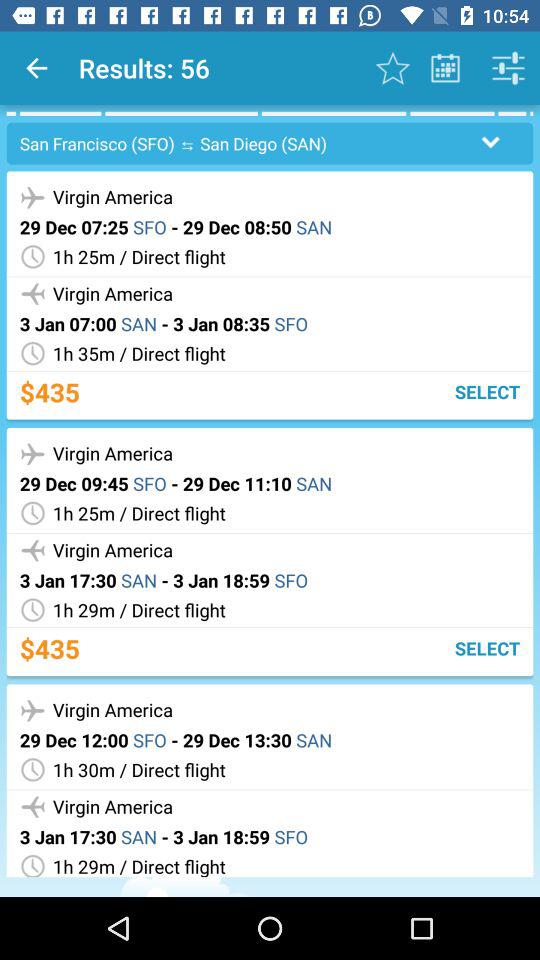 10:54
Results: 56
San Francisco (SFO) ⇆ San Diego (SAN)
Virgin America
29 Dec 07:25 SFO - 29 Dec 08:50 SAN
1h 25m / Direct flight
Virgin America
3 Jan 07:00 SAN - 3 Jan 08:35 SFO
1h 35m / Direct flight
$435 SELECT
Virgin America
29 Dec 09:45 SFO - 29 Dec 11:10 SAN
1h 25m / Direct flight
Virgin America
3 Jan 17:30 SAN - 3 Jan 18:59 SFO
1h 29m / Direct flight
$435 SELECT
Virgin America
29 Dec 12:00 SFO - 29 Dec 13:30 SAN
1h 30m / Direct flight
Virgin America
3 Jan 17:30 SAN - 3 Jan 18:59 SFO
1h 29m / Direct flight